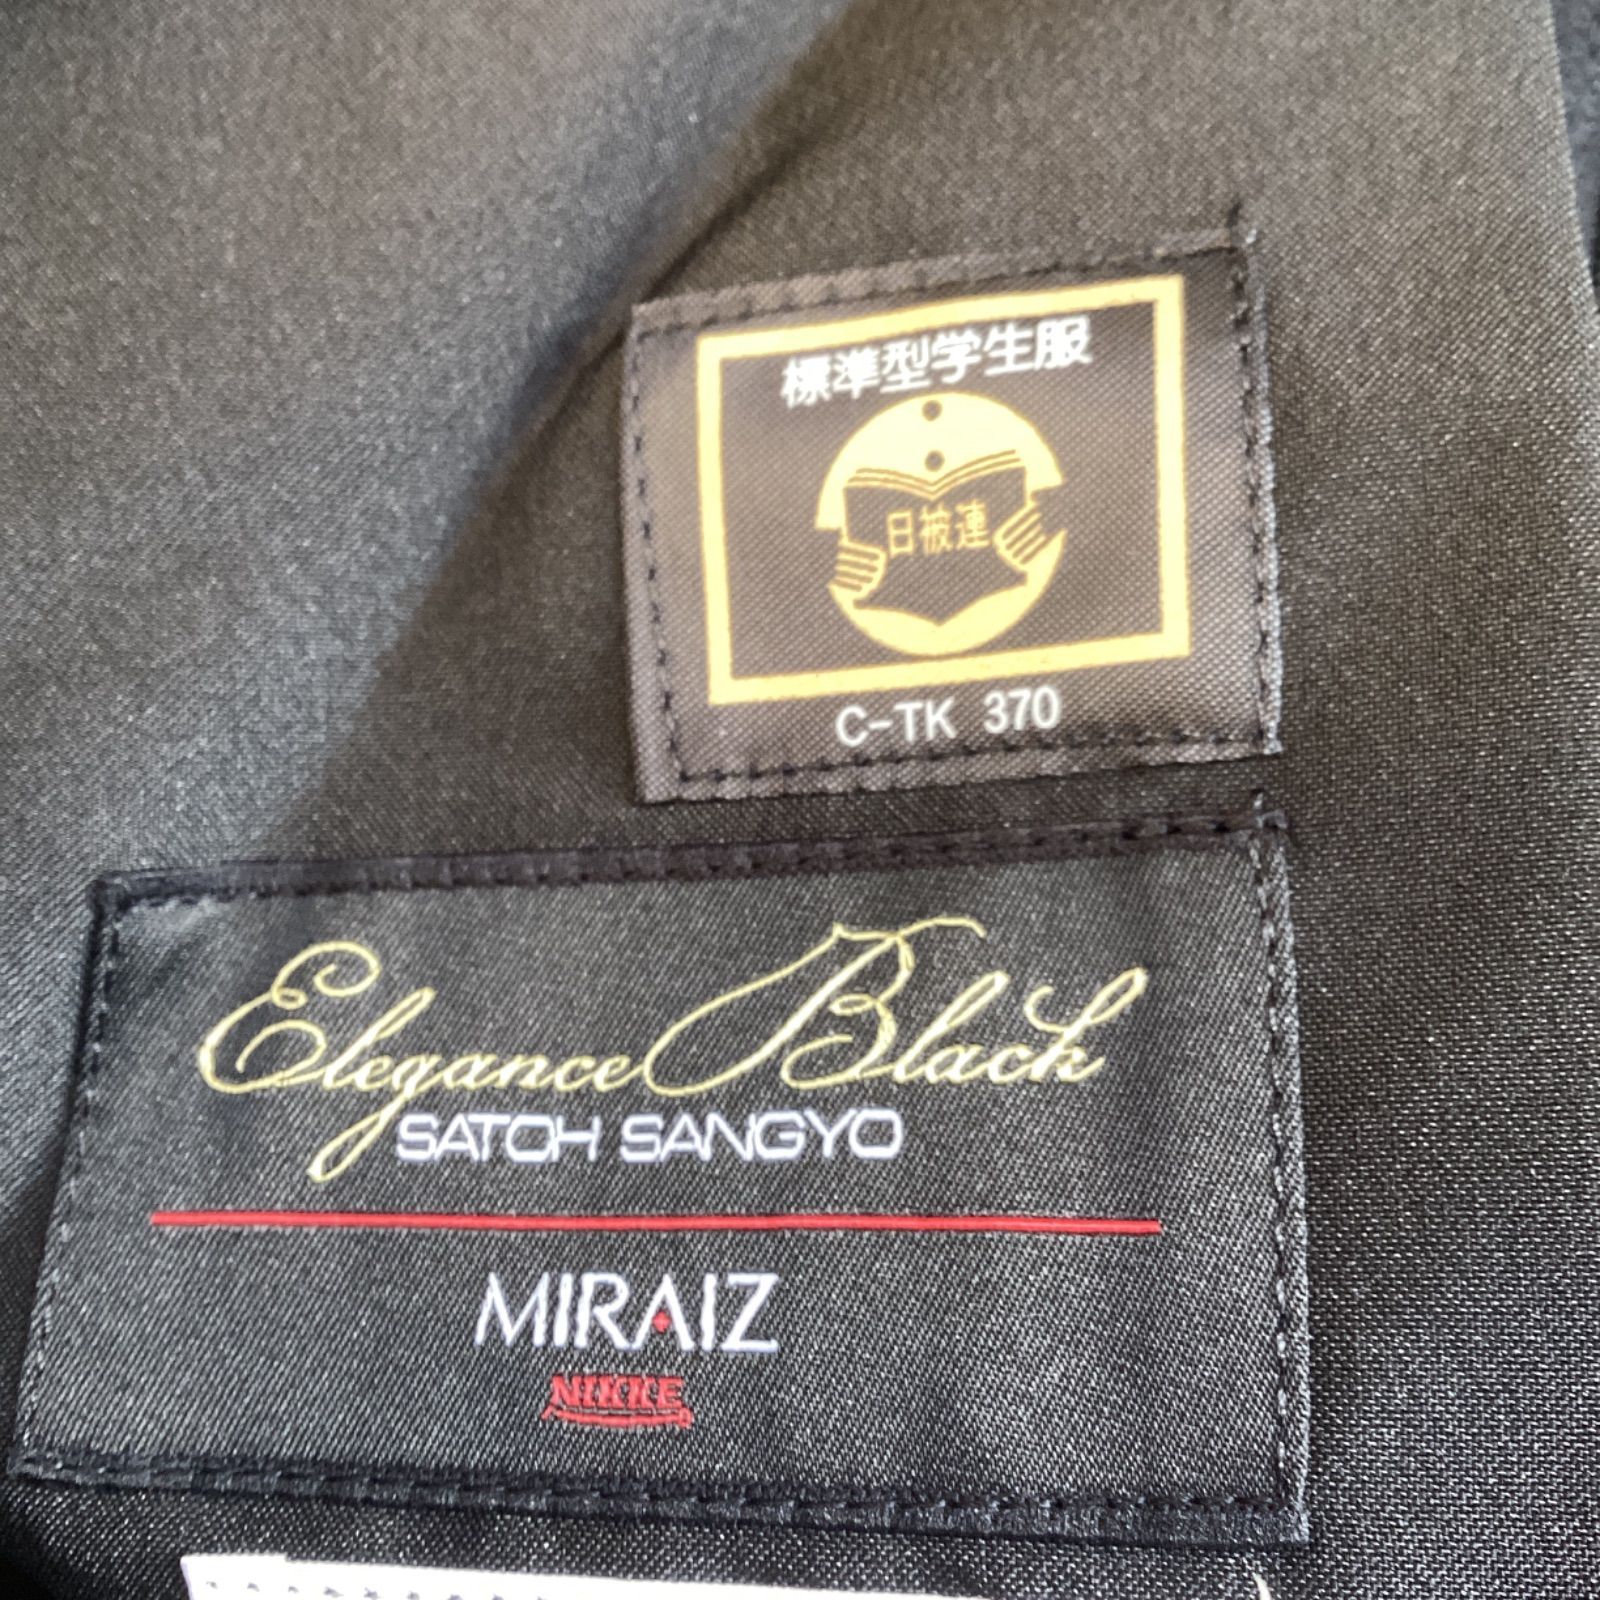 標準型学生服
日被連
C-TK 370
Elegance Black
SATOH SANGYO
MIRAIZ
NIKKE